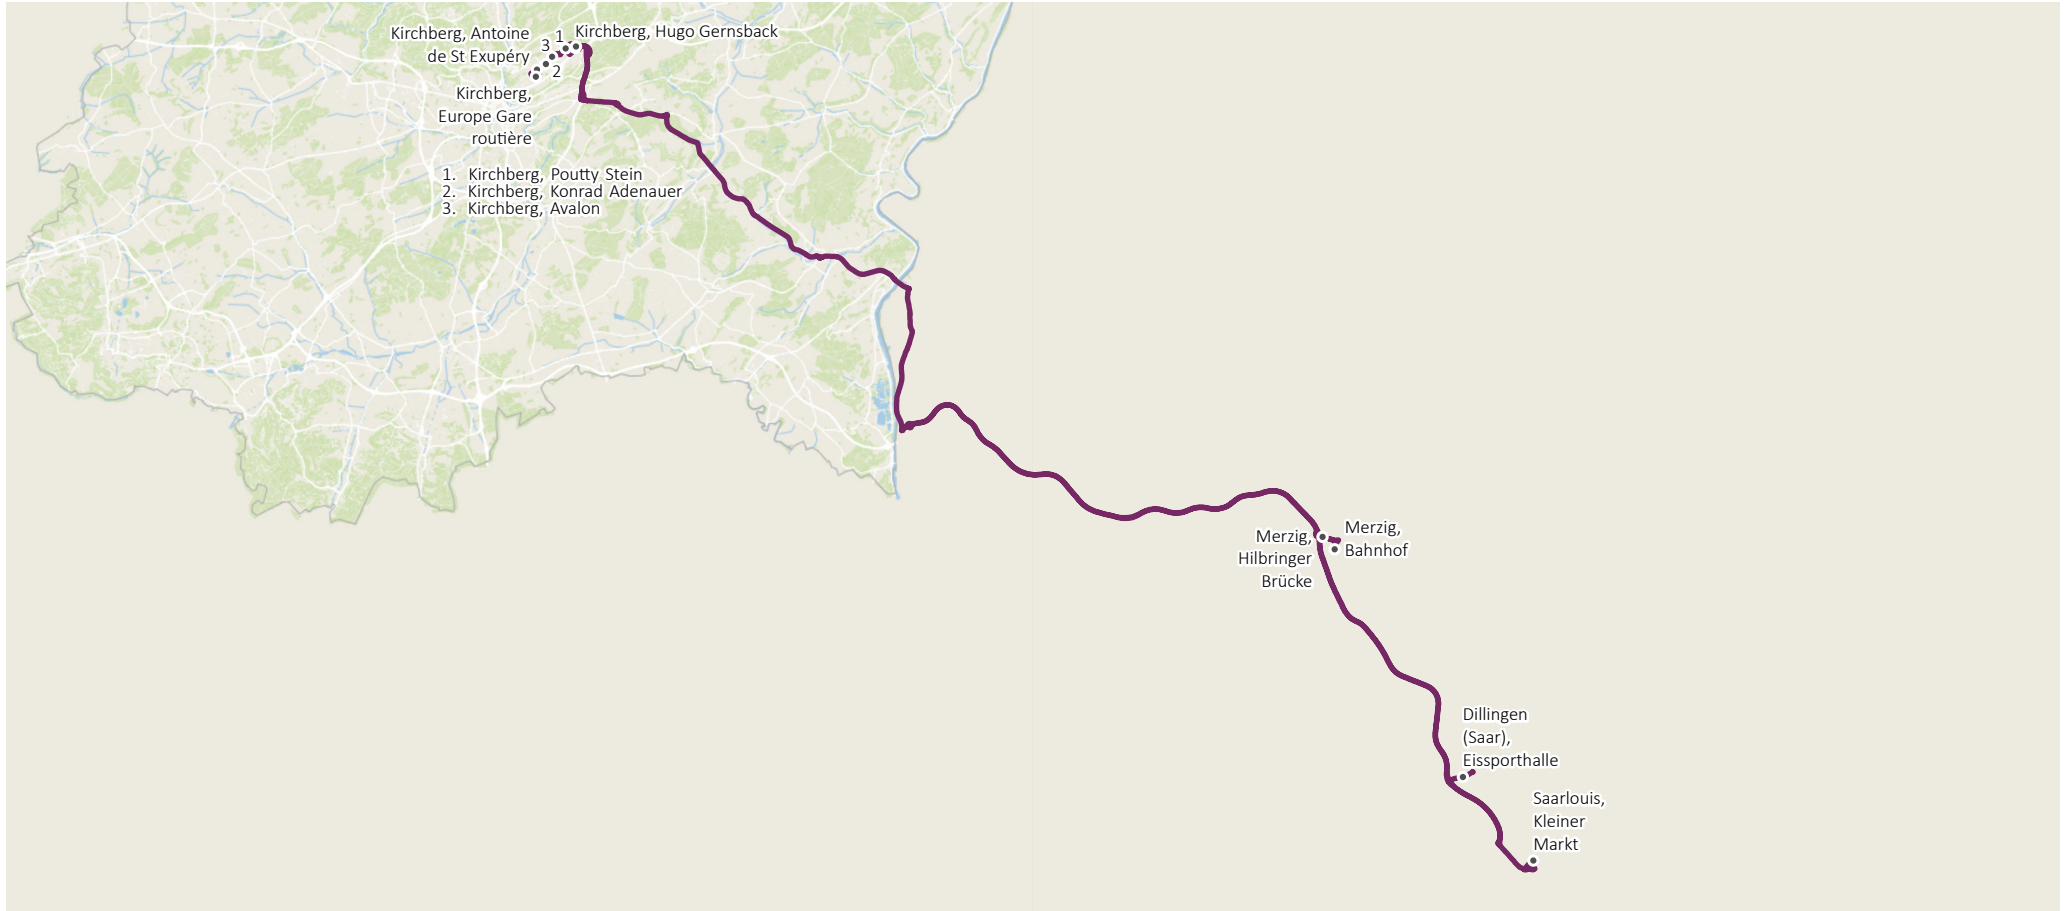 Kirchberg, Antoine
de St Exupéry
1
3
2
Kirchberg, Hugo Gernsback
Kirchberg,
Europe Gare
routière
1. Kirchberg, Poutty Stein
2. Kirchberg, Konrad Adenauer
3. Kirchberg, Avalon
Merzig,
Hilbringer
Brücke
Merzig,
Bahnhof
Dillingen
(Saar),
Eissporthalle
Saarlouis,
Kleiner
Markt